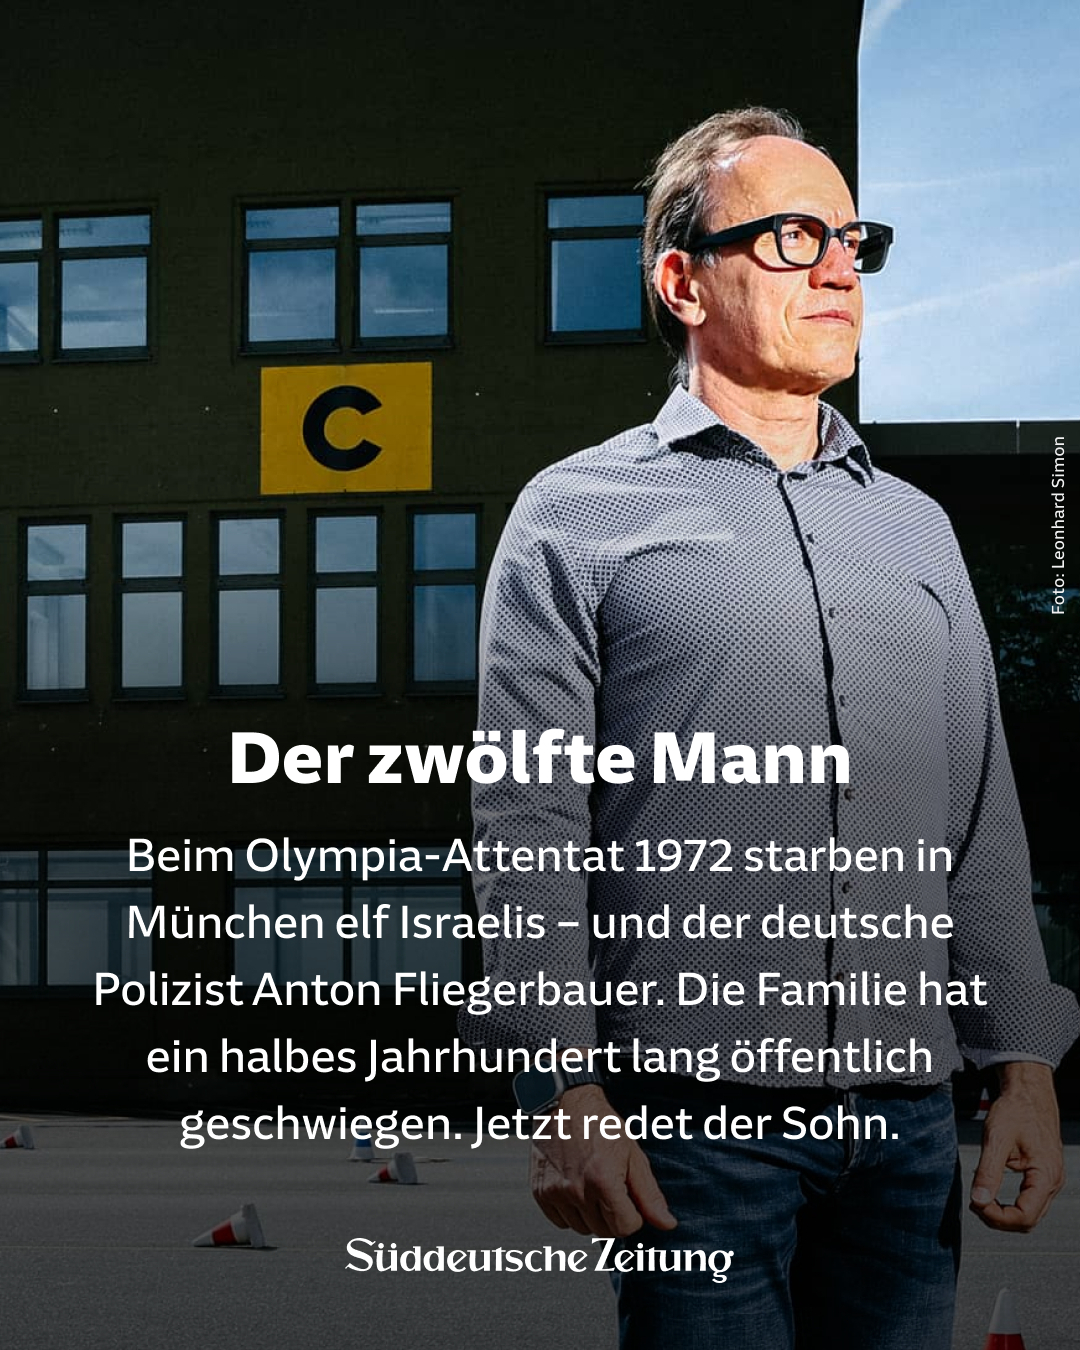 C
Foto: Leonhard Simon
Der zwölfte Mann
Beim Olympia-Attentat 1972 starben in
München elf Israelis – und der deutsche
Polizist Anton Fliegerbauer. Die Familie hat
ein halbes Jahrhundert lang öffentlich
geschwiegen. Jetzt redet der Sohn.
Süddeutsche Zeitung